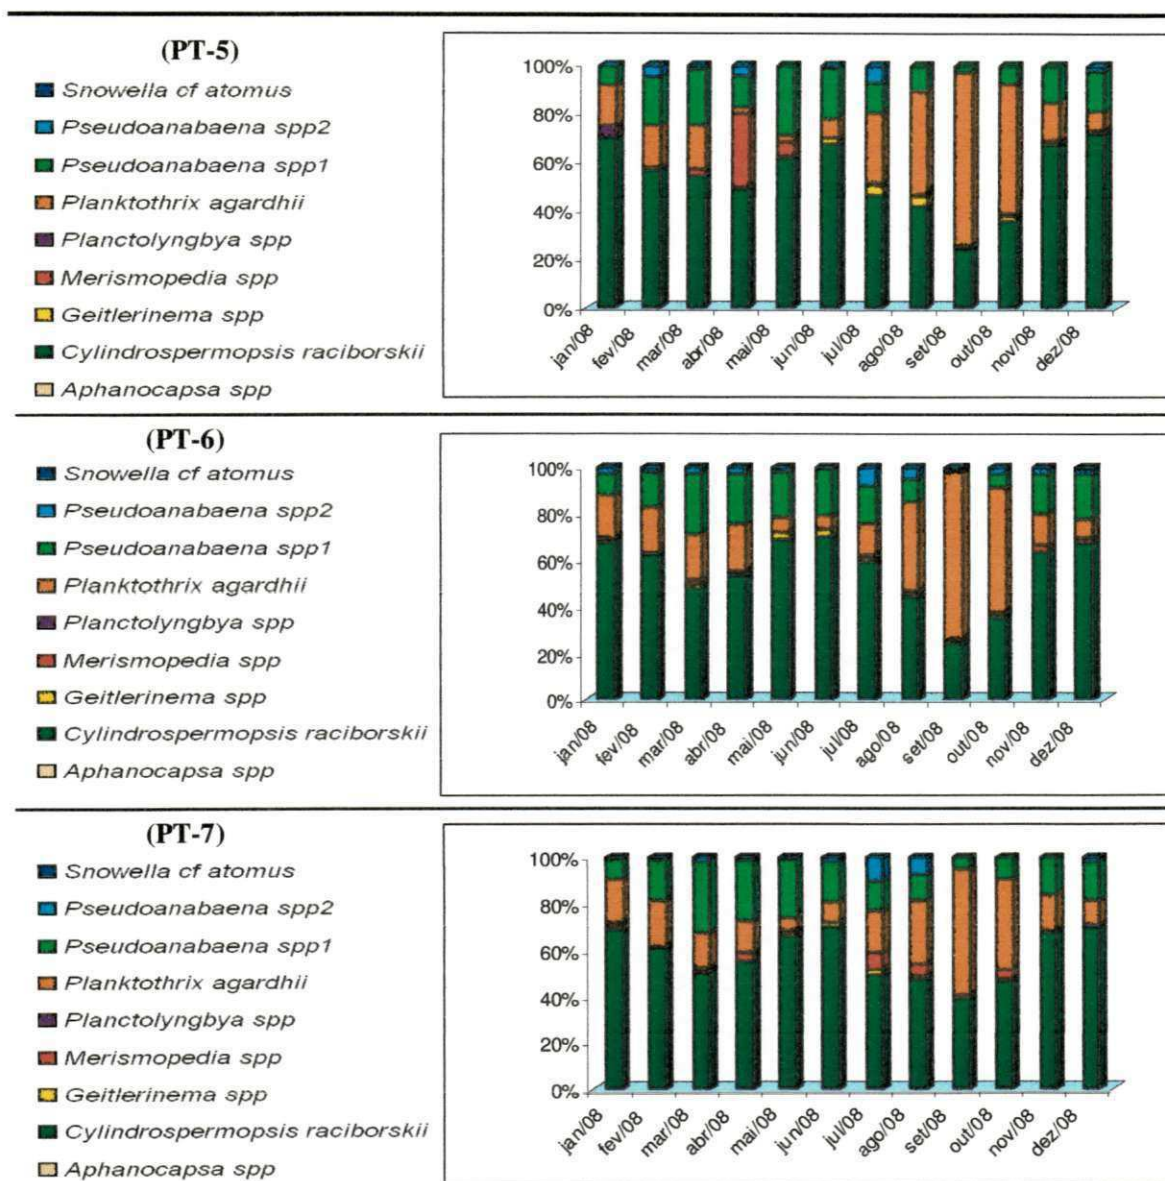 (PT-5)
Snowella cf atomus
Pseudoanabaena spp2
Pseudoanabaena spp1
Planktothrix agardhii
Planctolyngbya spp
Merismopedia spp
Geitlerinema spp
Cylindrospermopsis raciborskii
Aphanocapsa spp
100%
80%
60%
40%
20%
0%
jan/08
fev/08
mar/08
abr/08
mai/08
jun/08
jul/08
ago/08
set/08
out/08
nov/08
dez/08
(PT-6)
Snowella cf atomus
Pseudoanabaena spp2
Pseudoanabaena spp1
Planktothrix agardhii
Planctolyngbya spp
Merismopedia spp
Geitlerinema spp
Cylindrospermopsis raciborskii
Aphanocapsa spp
100%
80%
60%
40%
20%
0%
jan/08
fev/08
mar/08
abr/08
mai/08
jun/08
jul/08
ago/08
set/08
out/08
nov/08
dez/08
(PT-7)
Snowella cf atomus
Pseudoanabaena spp2
Pseudoanabaena spp1
Planktothrix agardhii
Planctolyngbya spp
Merismopedia spp
Geitlerinema spp
Cylindrospermopsis raciborskii
Aphanocapsa spp
100%
80%
60%
40%
20%
0%
jan/08
fev/08
mar/08
abr/08
mai/08
jun/08
jul/08
ago/08
set/08
out/08
nov/08
dez/08